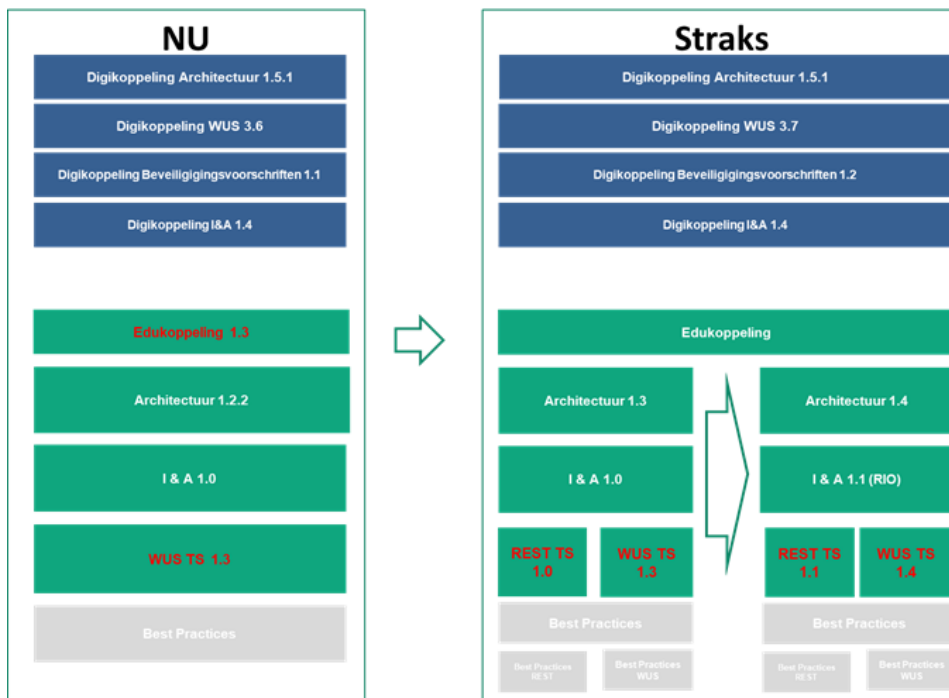 NU
Digikoppeling Architectuur 1.5.1
Digikoppeling WUS 3.6
Digikoppeling Beveiligigingsvoorschriften 1.1
Digikoppeling I&A 1.4
Edukoppeling 1.3
Architectuur 1.2.2
I & A 1.0
WUS TS 1.3
Best Practices
Straks
Digikoppeling Architectuur 1.5.1
Digikoppeling WUS 3.7
Digikoppeling Beveiligigingsvoorschriften 1.2
Digikoppeling I&A 1.4
Edukoppeling
Architectuur 1.3
I & A 1.0
REST TS
1.0
WUS TS
1.3
Best Practices
Best Practices
REST
Best Practices
WUS
Architectuur 1.4
I & A 1.1 (RIO)
REST TS
1.1
WUS TS
1.4
Best Practices
Best Practices
REST
Best Practices
WUS